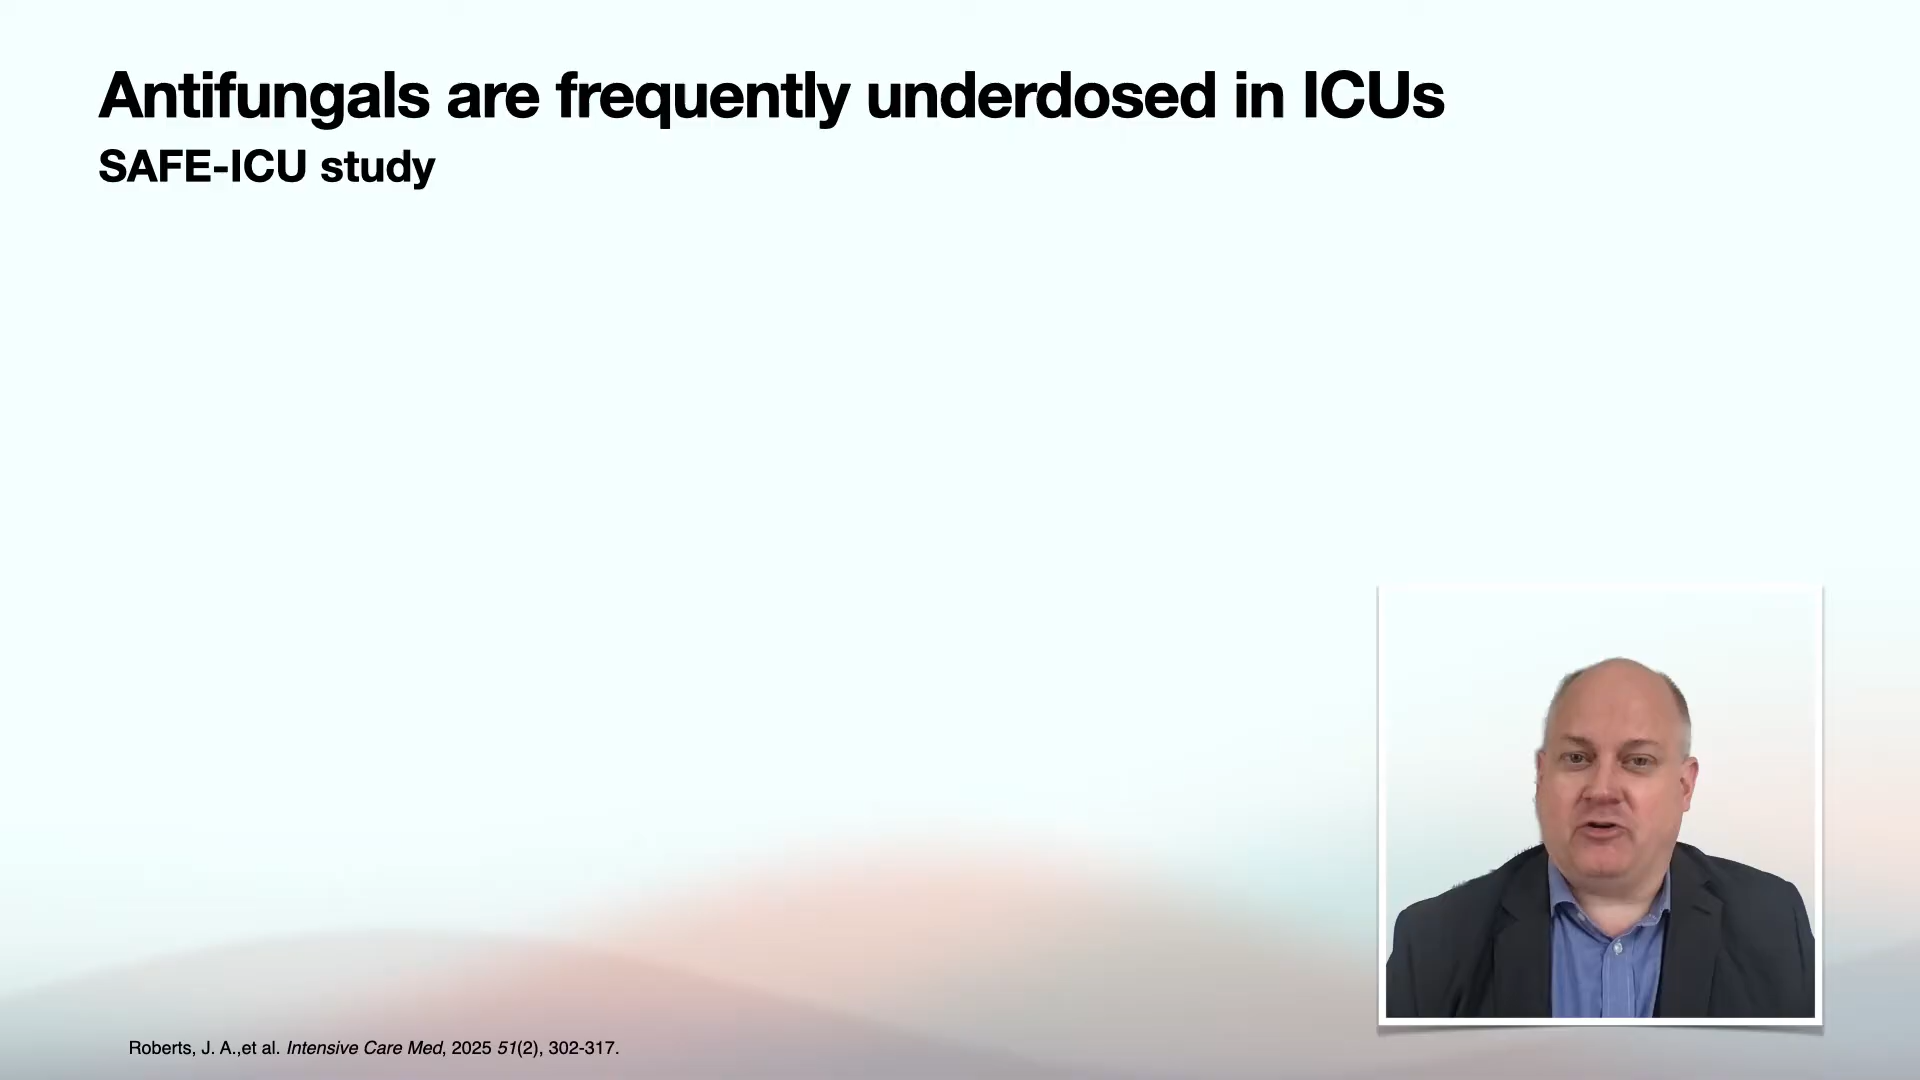 Antifungals are frequently underdosed in ICUs
SAFE-ICU study
Roberts, J. A.,et al. Intensive Care Med, 2025 51(2), 302-317.